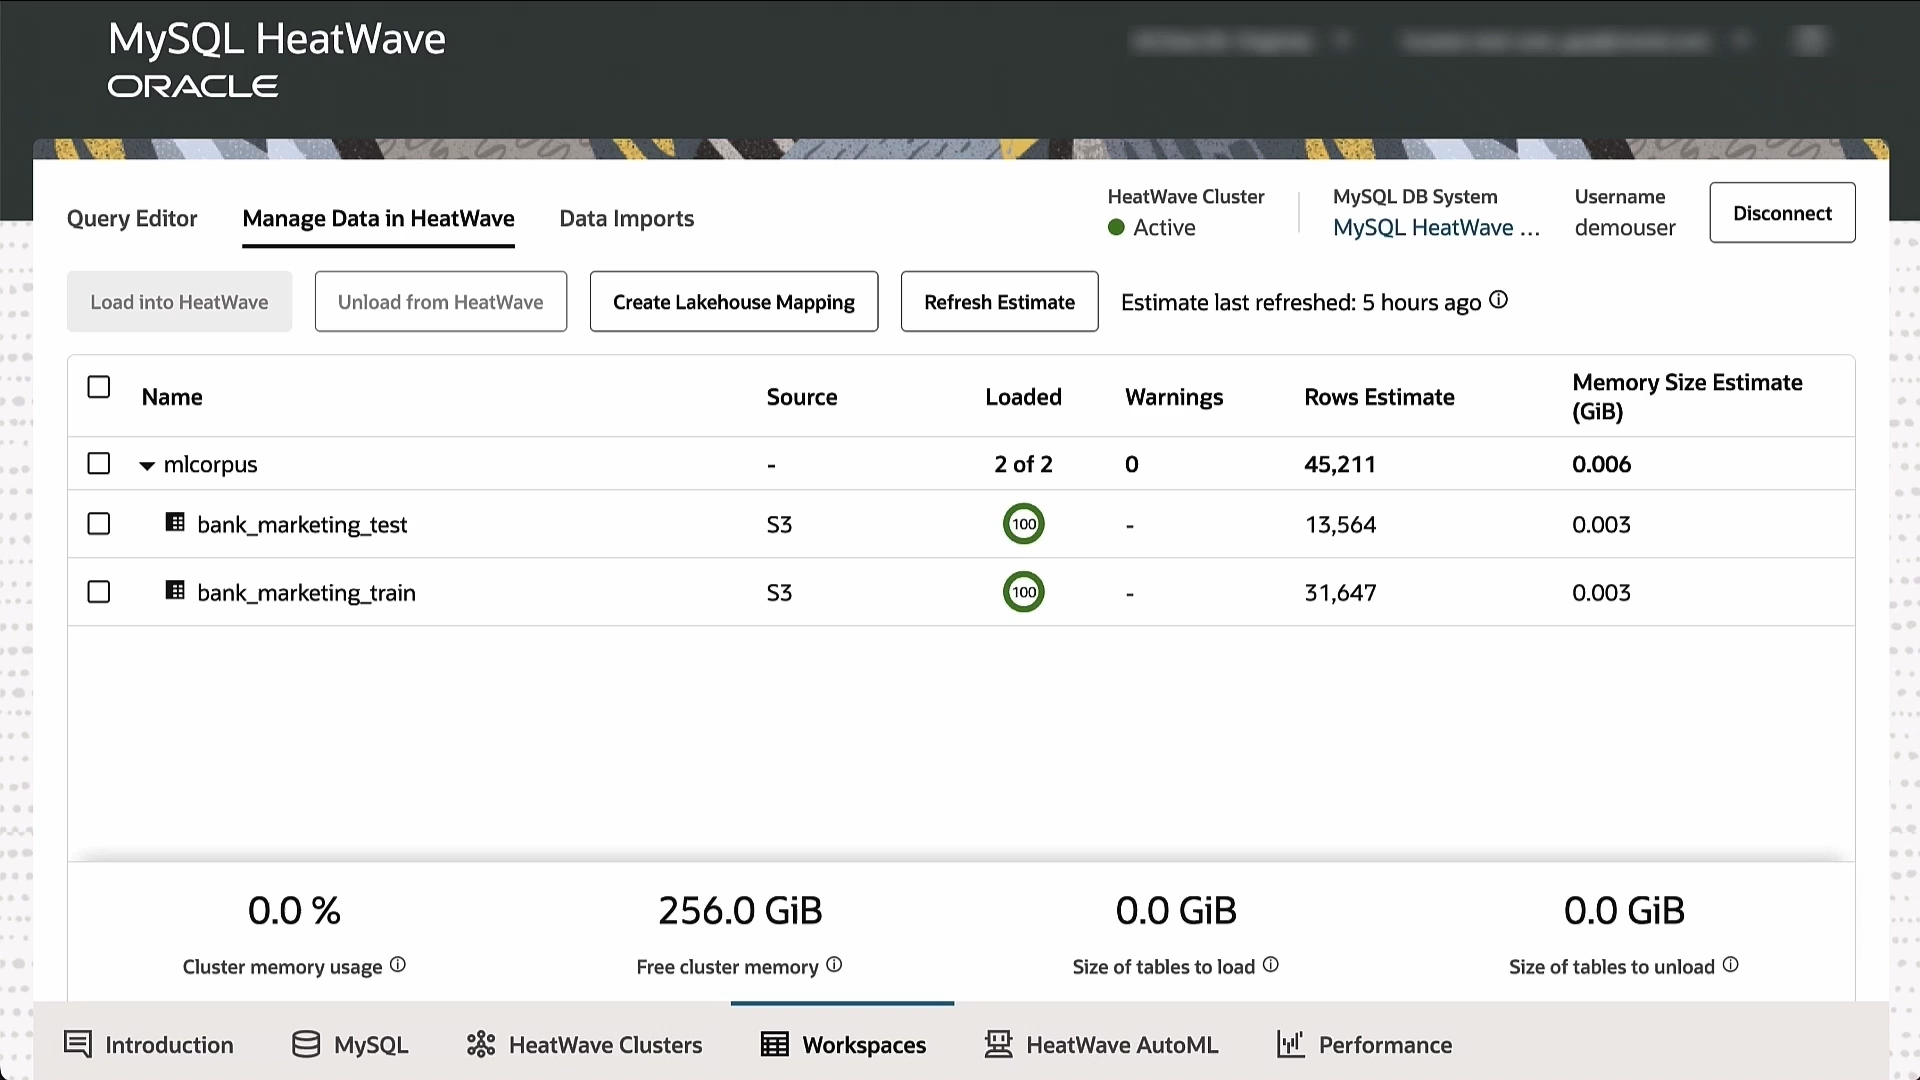 MySQL HeatWave
ORACLE
Query Editor
Manage Data in HeatWave
Data Imports
HeatWave Cluster
Active
MySQL DB System
MySQL HeatWave ...
Username
demouser
Disconnect
Load into HeatWave
Unload from HeatWave
Create Lakehouse Mapping
Refresh Estimate
Estimate last refreshed: 5 hours ago
Name Source Loaded Warnings Rows Estimate Memory Size Estimate
(GiB)
mlcorpus - 2 of 2 0 45,211 0.006
bank_marketing_test S3 100 - 13,564 0.003
bank_marketing_train S3 100 - 31,647 0.003
0.0 % 256.0 GiB 0.0 GiB 0.0 GiB
Cluster memory usage Free cluster memory Size of tables to load Size of tables to unload
Introduction MySQL HeatWave Clusters Workspaces HeatWave AutoML Performance